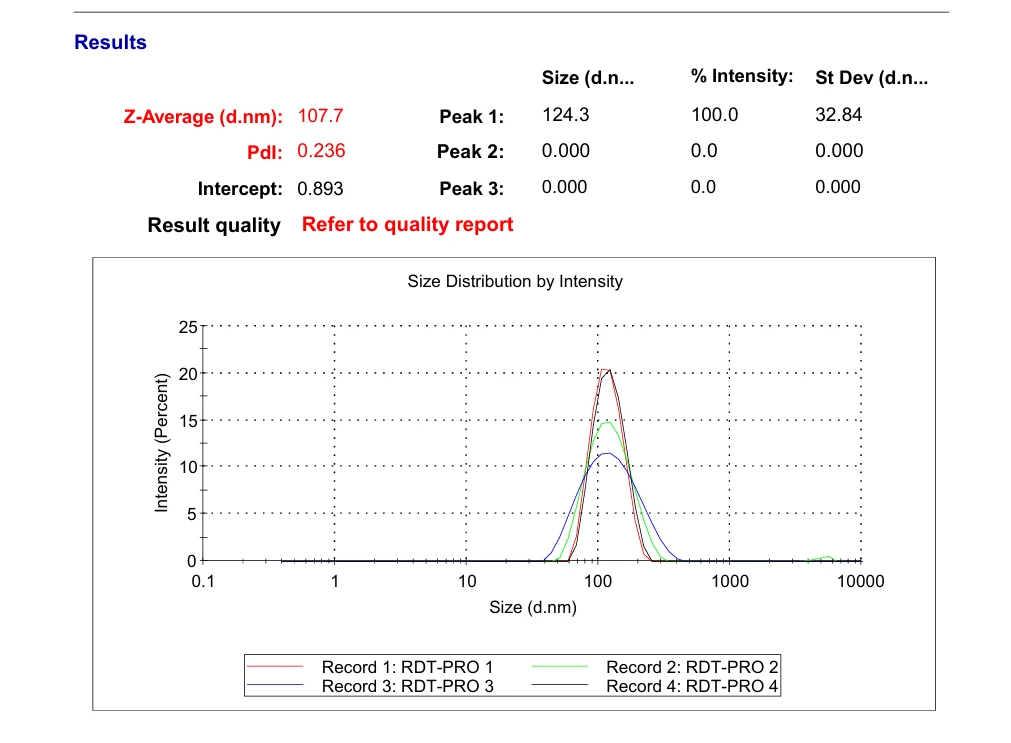 Results
Size (d.n... % Intensity: St Dev (d.n...
Z-Average (d.nm): 107.7 Peak 1: 124.3 100.0 32.84
PdI: 0.236 Peak 2: 0.000 0.0 0.000
Intercept: 0.893 Peak 3: 0.000 0.0 0.000
Result quality Refer to quality report
Size Distribution by Intensity
25
20
15
10
5
0
Intensity (Percent)
0.1 1 10 100 1000 10000
Size (d.nm)
Record 1: RDT-PRO 1 Record 2: RDT-PRO 2
Record 3: RDT-PRO 3 Record 4: RDT-PRO 4